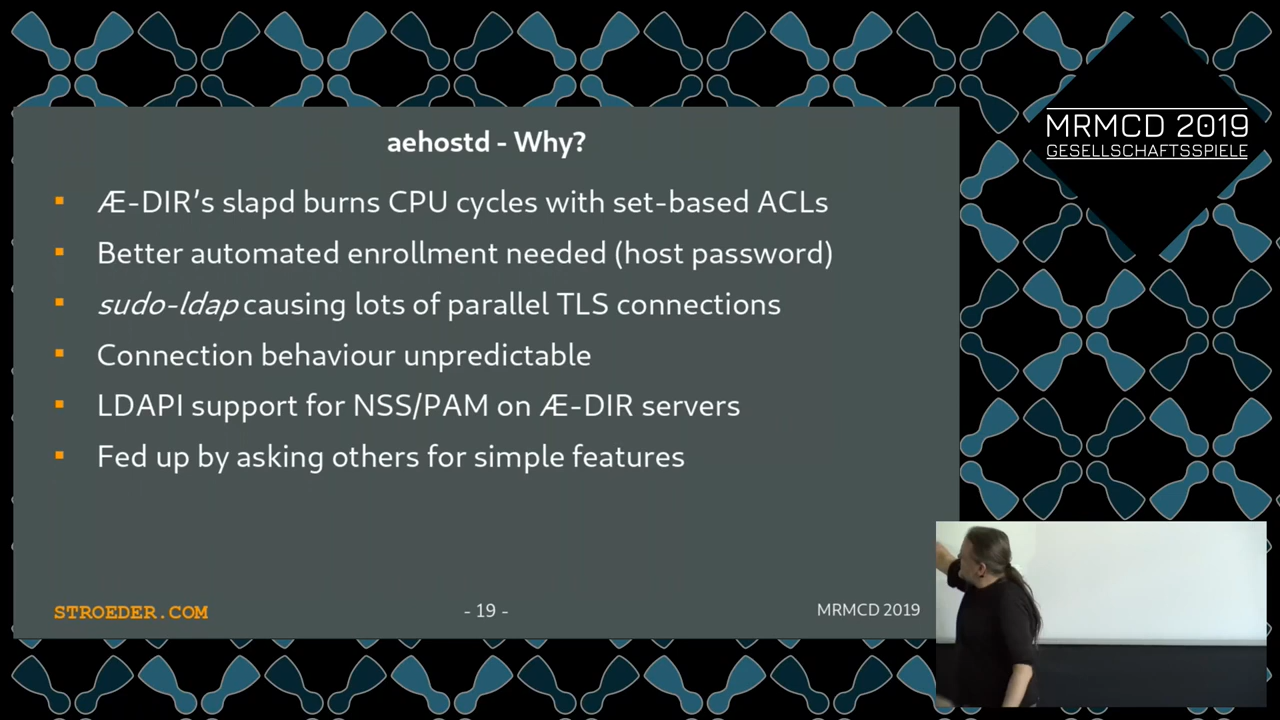 MRMCD 2019
GESELLSCHAFTSSPIELE
aehostd - Why?
Æ-DIR’s slapd burns CPU cycles with set-based ACLs
Better automated enrollment needed (host password)
sudo-ldap causing lots of parallel TLS connections
Connection behaviour unpredictable
LDAPI support for NSS/PAM on Æ-DIR servers
Fed up by asking others for simple features
STROEDER.COM
- 19 -
MRMCD 2019